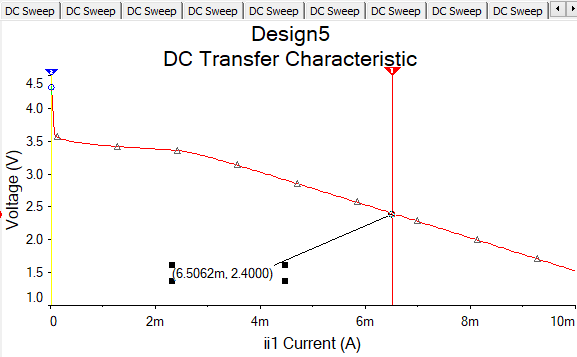 DC Sweep DC Sweep DC Sweep DC Sweep DC Sweep DC Sweep DC Sweep DC Sweep DC Sweep
Design5
DC Transfer Characteristic
Voltage (V)
4.5
4.0
3.5
3.0
2.5
2.0
1.5
1.0
(6.5062m, 2.4000)
0 2m 4m 6m 8m 10m
ii1 Current (A)